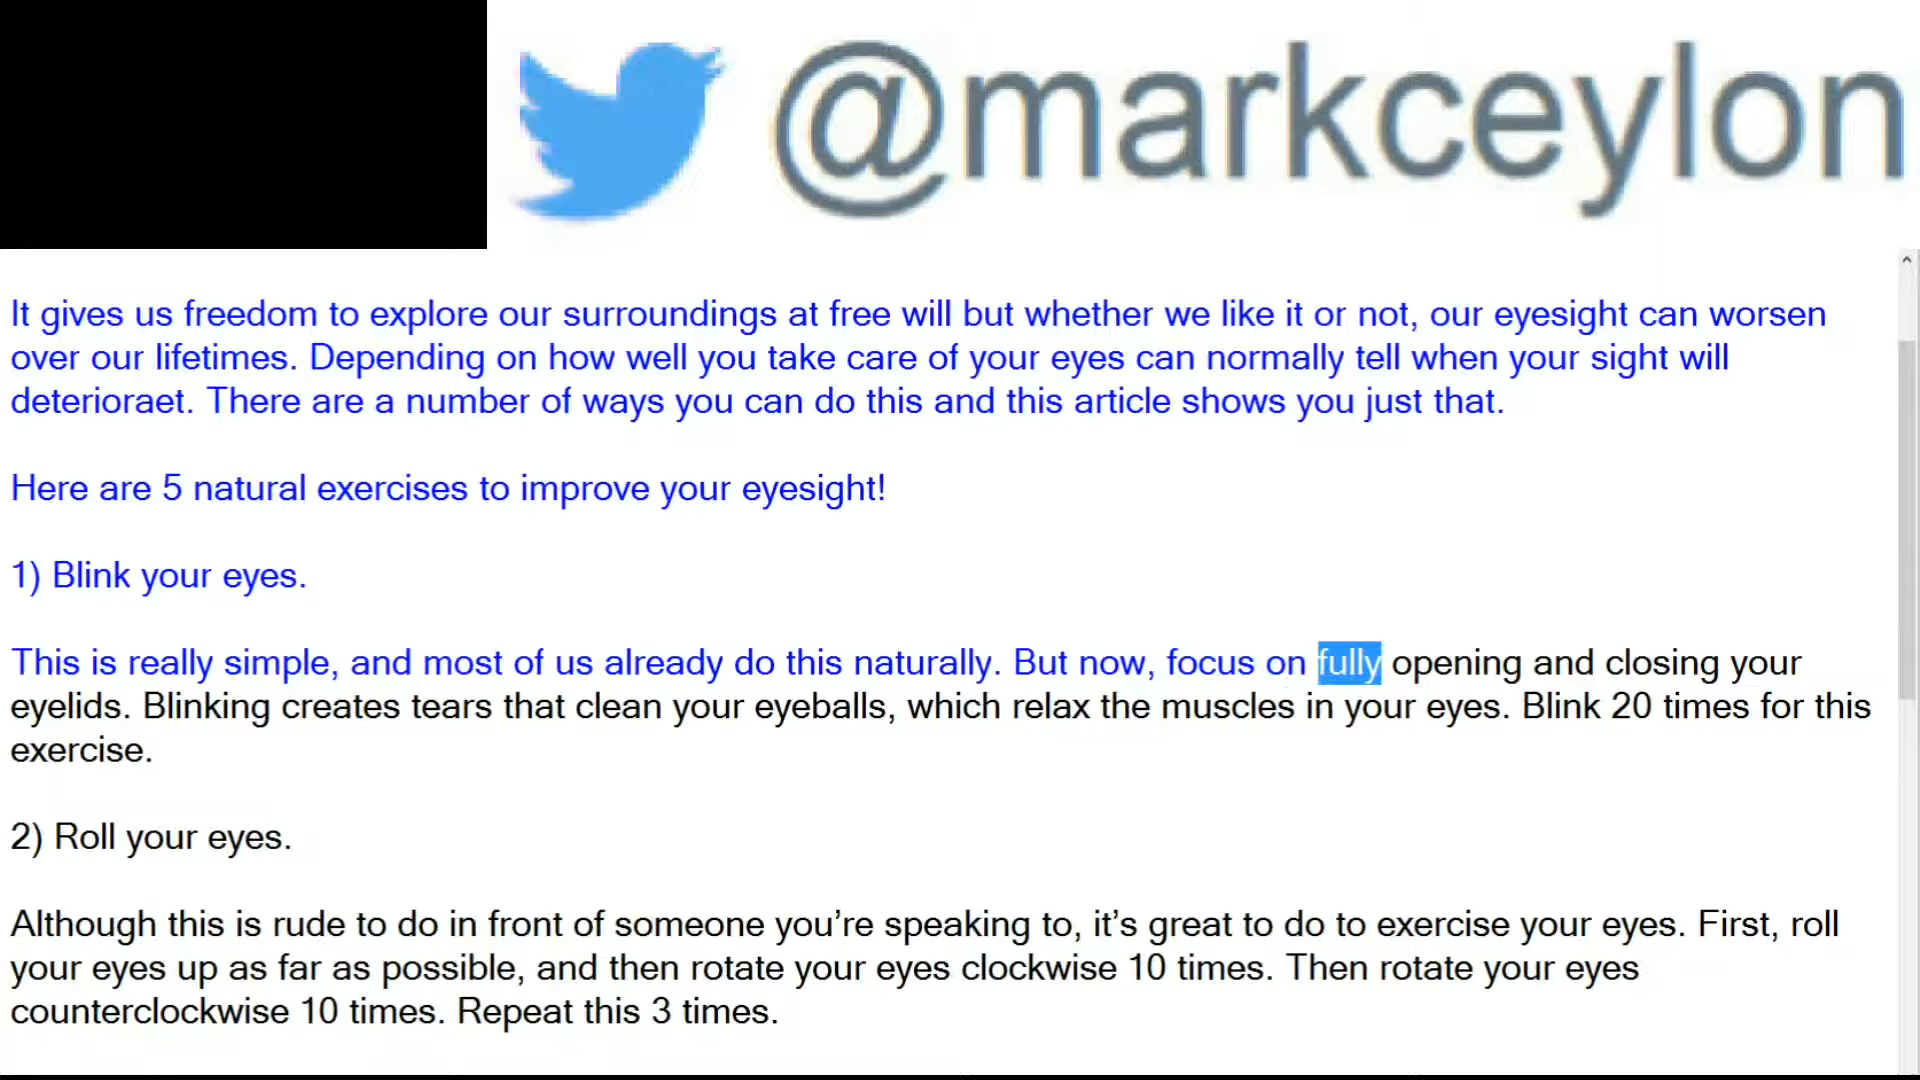 @markceylon
It gives us freedom to explore our surroundings at free will but whether we like it or not, our eyesight can worsen
over our lifetimes. Depending on how well you take care of your eyes can normally tell when your sight will
deterioraet. There are a number of ways you can do this and this article shows you just that.
Here are 5 natural exercises to improve your eyesight!
1) Blink your eyes.
This is really simple, and most of us already do this naturally. But now, focus on fully opening and closing your
eyelids. Blinking creates tears that clean your eyeballs, which relax the muscles in your eyes. Blink 20 times for this
exercise.
2) Roll your eyes.
Although this is rude to do in front of someone you’re speaking to, it’s great to do to exercise your eyes. First, roll
your eyes up as far as possible, and then rotate your eyes clockwise 10 times. Then rotate your eyes
counterclockwise 10 times. Repeat this 3 times.